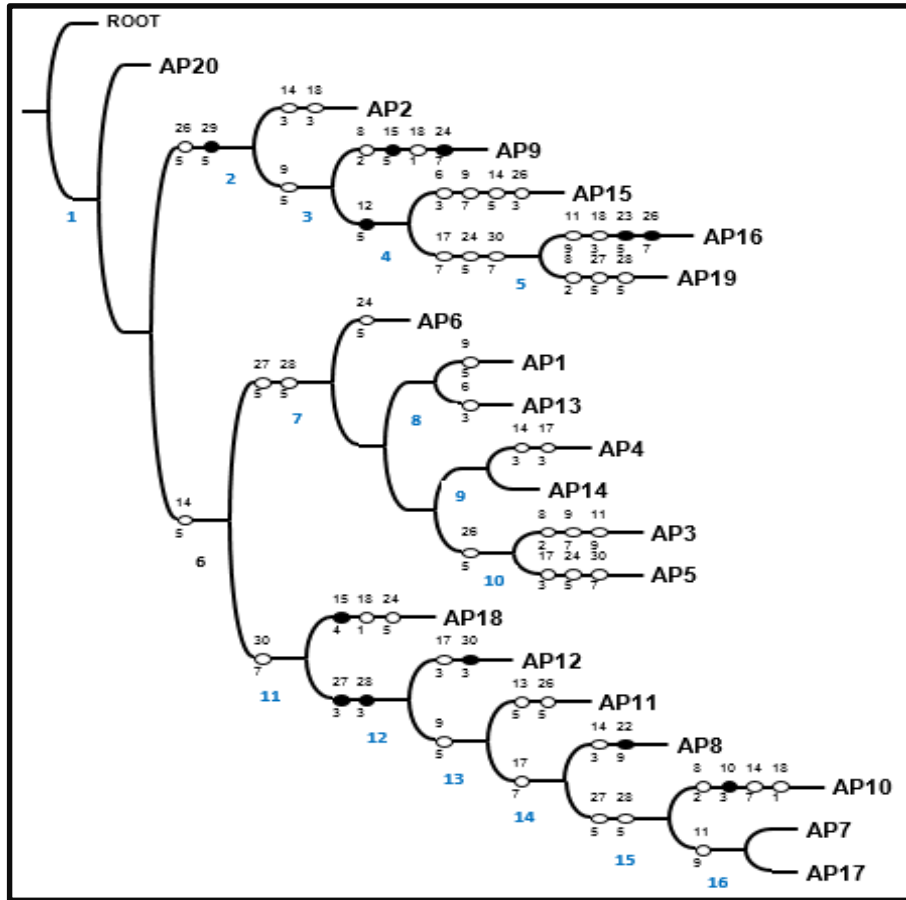 ROOT
AP20
14 18
3 3
AP2
26 29
5 5
2
8 15 18 24
2 5 1 7
AP9
9
5
3
6 9 14 26
3 7 5 3
AP15
1
12
5
4
11 18 23 26
9 3 5 7
AP16
17 24 30
7 5 7
5
8 27 28
2 5 5
AP19
24
5
AP6
27 28
5 5
7
9
5
AP1
8
6
3
AP13
14 17
3 3
AP4
9
AP14
14
5
6
26
5
10
8 9 11
2 7 9
AP3
17 24 30
3 5 7
AP5
15 18 24
4 1 5
AP18
30
7
11
17 30
3 3
AP12
27 28
3 3
12
13 26
5 5
AP11
9
5
13
14 22
3 9
AP8
17
7
14
8 10 14 18
2 3 7 1
AP10
27 28
5 5
15
AP7
11
9
16
AP17